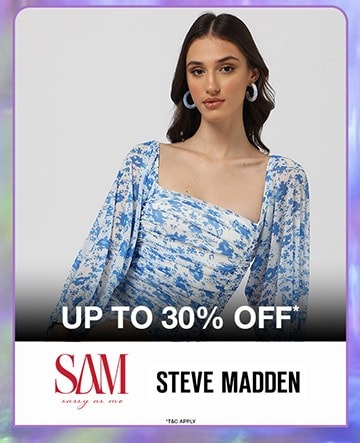 UP TO 30% OFF*
SAM STEVE MADDEN
sassy as me
*T&C APPLY